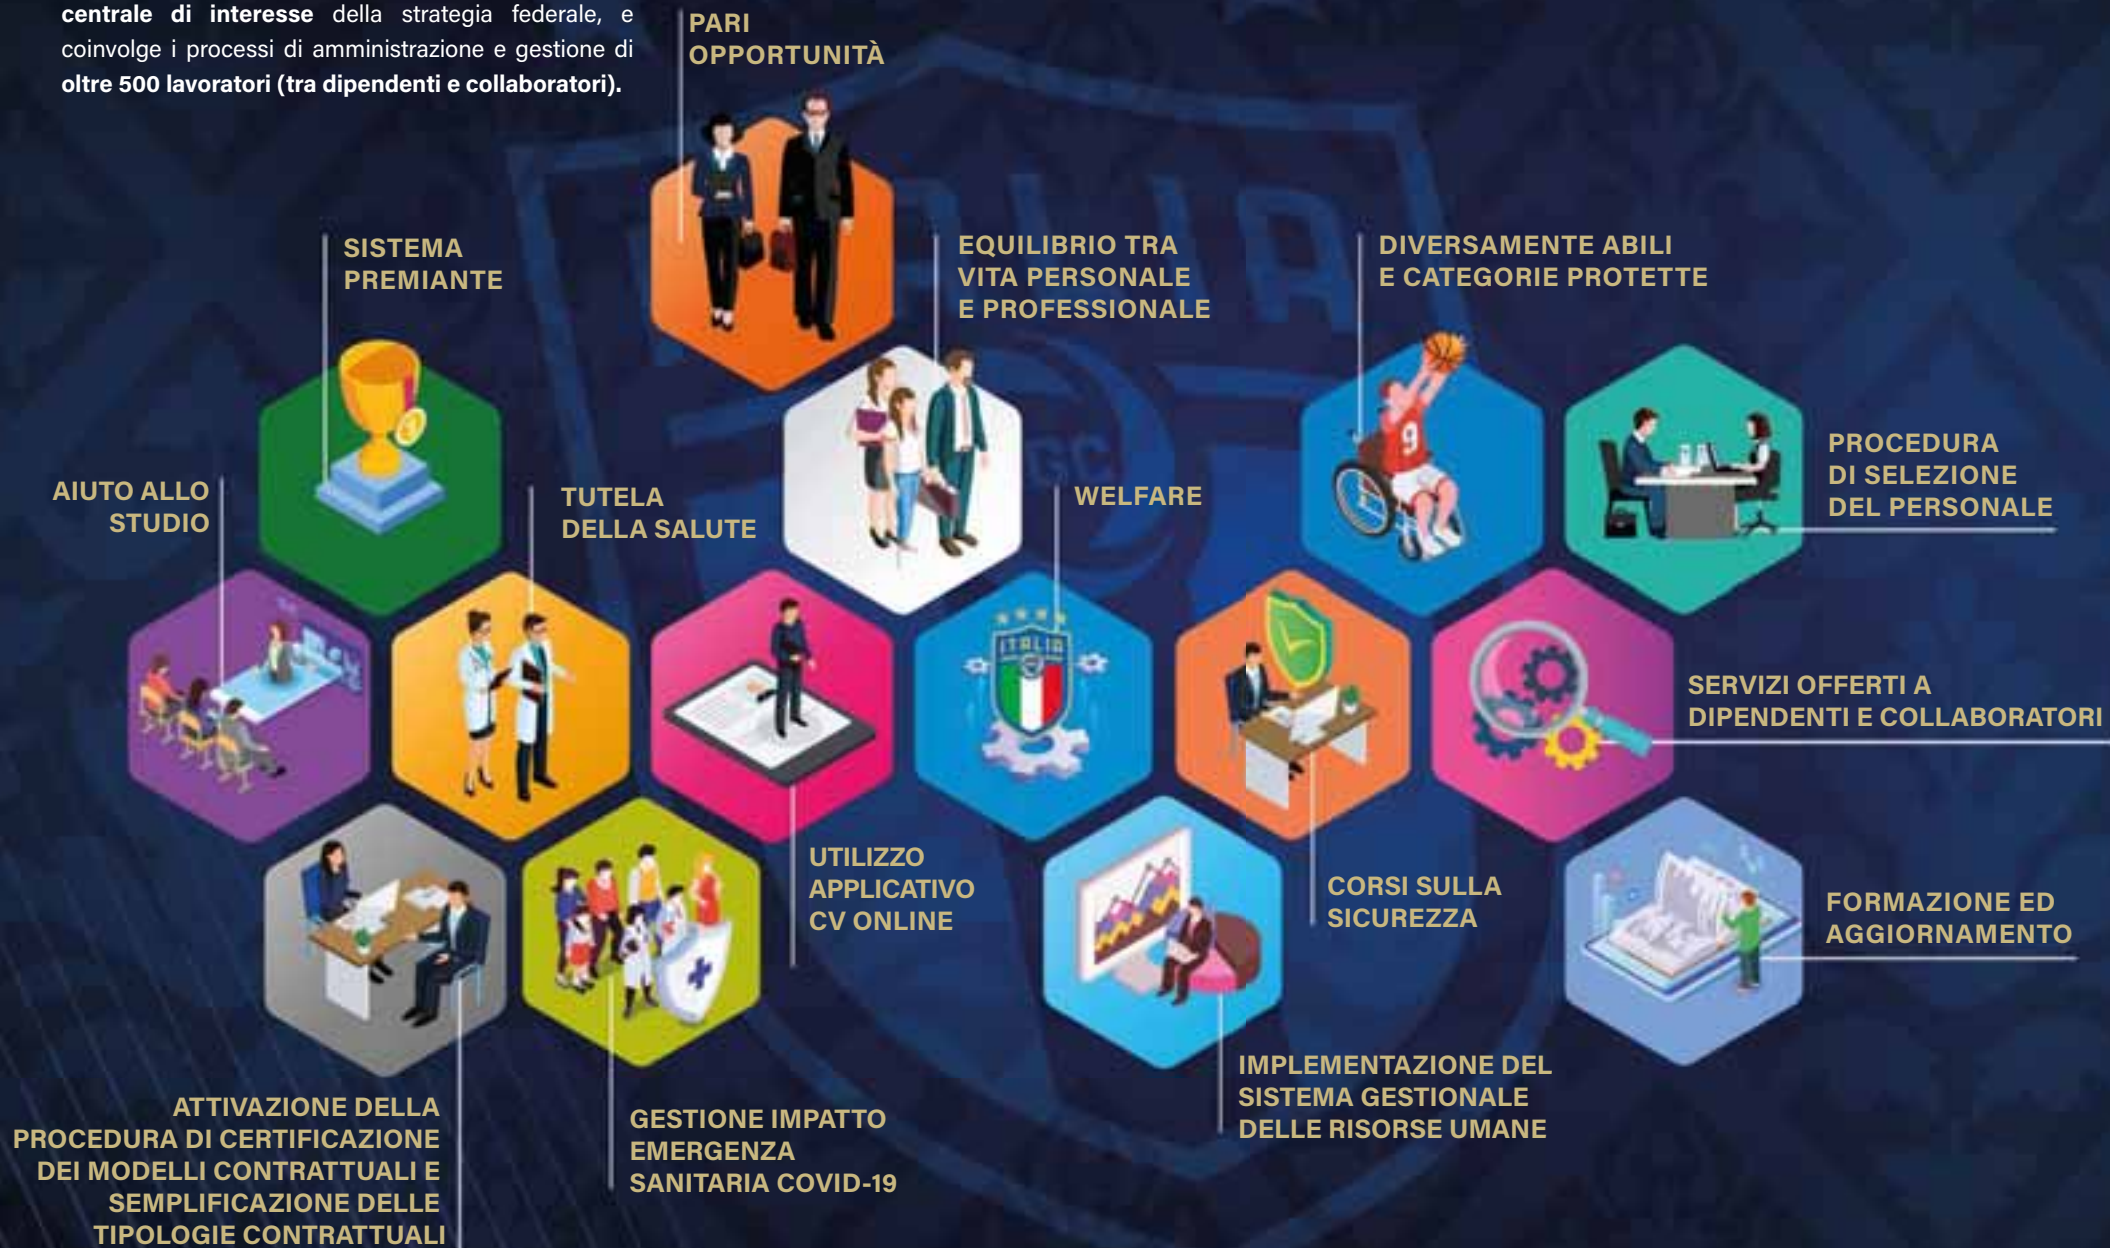 centrale di interesse della strategia federale, e
coinvolge i processi di amministrazione e gestione di
oltre 500 lavoratori (tra dipendenti e collaboratori).
PARI
OPPORTUNITÀ
SISTEMA
PREMIANTE
EQUILIBRIO TRA
VITA PERSONALE
E PROFESSIONALE
DIVERSAMENTE ABILI
E CATEGORIE PROTETTE
PROCEDURA
DI SELEZIONE
DEL PERSONALE
AIUTO ALLO
STUDIO
TUTELA
DELLA SALUTE
WELFARE
9
ITALIA
SERVIZI OFFERTI A
DIPENDENTI E COLLABORATORI
UTILIZZO
APPLICATIVO
CV ONLINE
CORSI SULLA
SICUREZZA
FORMAZIONE ED
AGGIORNAMENTO
ATTIVAZIONE DELLA
PROCEDURA DI CERTIFICAZIONE
DEI MODELLI CONTRATTUALI E
SEMPLIFICAZIONE DELLE
TIPOLOGIE CONTRATTUALI
GESTIONE IMPATTO
EMERGENZA
SANITARIA COVID-19
IMPLEMENTAZIONE DEL
SISTEMA GESTIONALE
DELLE RISORSE UMANE